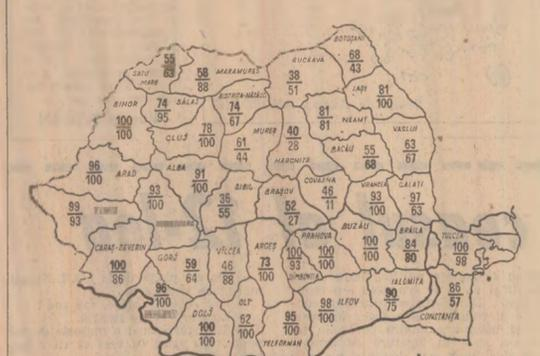 BOTOȘANI
68
43
SUCEAVA
38
51
55
63
SATU
MARE
58
88
MARAMUREȘ
IAȘI
81
100
BIHOR
100
100
74
95
SĂLAJ
BISTRIȚA-NĂSĂUD
74
67
81
81
NEAMȚ
VASLUI
63
67
CLUJ
78
100
MUREȘ
61
44
40
28
HARGHITA
BACĂU
55
68
96
100
ARAD
ALBA
91
100
93
100
SIBIU
36
55
BRAȘOV
52
27
COVASNA
46
11
VRANCEA
93
100
GALAȚI
97
63
99
93
CARAȘ-SEVERIN
100
86
GORJ
59
64
VÎLCEA
46
88
ARGEȘ
73
100
100
93
DÎMBOVIȚA
PRAHOVA
100
100
BUZĂU
100
100
BRĂILA
84
80
TULCEA
100
98
96
100
DOLJ
100
100
OLT
62
100
95
100
TELEORMAN
98
100
ILFOV
IALOMIȚA
90
75
86
57
CONSTANȚA